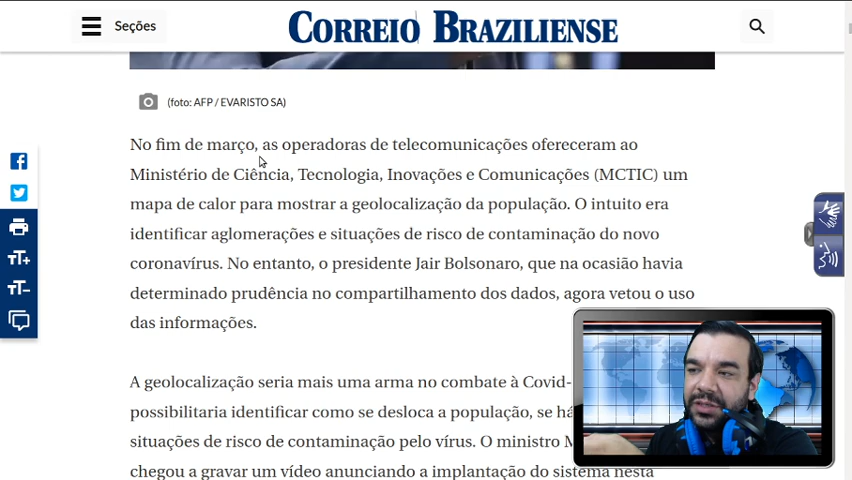 Seções
CORREIO BRAZILIENSE
(foto: AFP / EVARISTO SA)
No fim de março, as operadoras de telecomunicações ofereceram ao
Ministério de Ciência, Tecnologia, Inovações e Comunicações (MCTIC) um
mapa de calor para mostrar a geolocalização da população. O intuito era
identificar aglomerações e situações de risco de contaminação do novo
coronavírus. No entanto, o presidente Jair Bolsonaro, que na ocasião havia
determinado prudência no compartilhamento dos dados, agora vetou o uso
das informações.
A geolocalização seria mais uma arma no combate à Covid-
possibilitaria identificar como se desloca a população, se há
situações de risco de contaminação pelo vírus. O ministro M
chegou a gravar um vídeo anunciando a implantação do sistema nesta
TT+
TT-